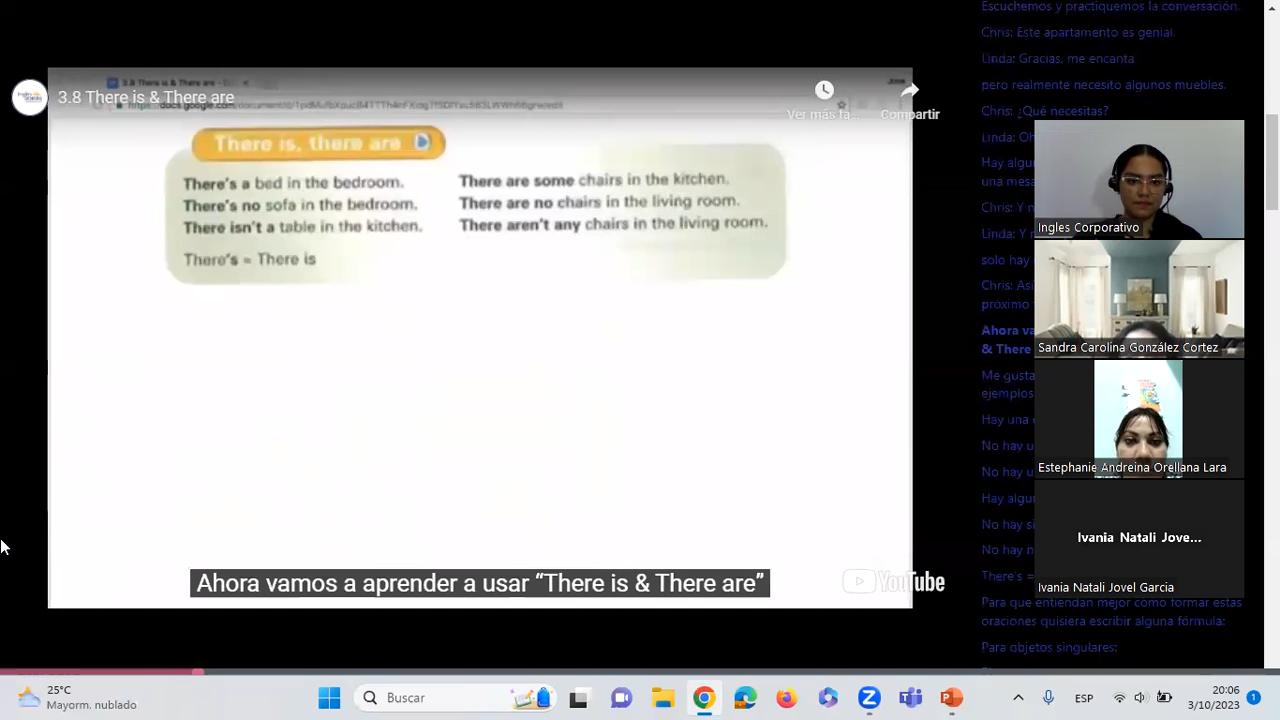 3.8 There is & There are
3.8 There is & There are
Ver más ta...
Compartir
There is, there are
There's a bed in the bedroom.
There's no sofa in the bedroom.
There isn't a table in the kitchen.
There's = There is
There are some chairs in the kitchen.
There are no chairs in the living room.
There aren't any chairs in the living room.
Ahora vamos a aprender a usar “There is & There are”
YouTube
Escuchemos y practiquemos la conversación.
Chris: Este apartamento es genial.
Linda: Gracias, me encanta
pero realmente necesito algunos muebles.
Chris: ¿Qué necesitas?
Linda: Oh
Hay algu
una mesa
Chris: Y n
Linda: Y n
solo hay
Chris: Así
próximo
Ahora va
& There
Me gusta
ejemplos
Hay una
No hay u
No hay u
Hay algu
No hay si
No hay n
There's =
Para que entiendan mejor como formar estas
oraciones quisiera escribir alguna fórmula:
Para objetos singulares:
Ingles Corporativo
Sandra Carolina González Cortez
Estephanie Andreina Orellana Lara
Ivania Natali Jove...
Ivania Natali Jovel Garcia
25°C
Mayorm. nublado
Buscar
ESP
20:06
3/10/2023
1